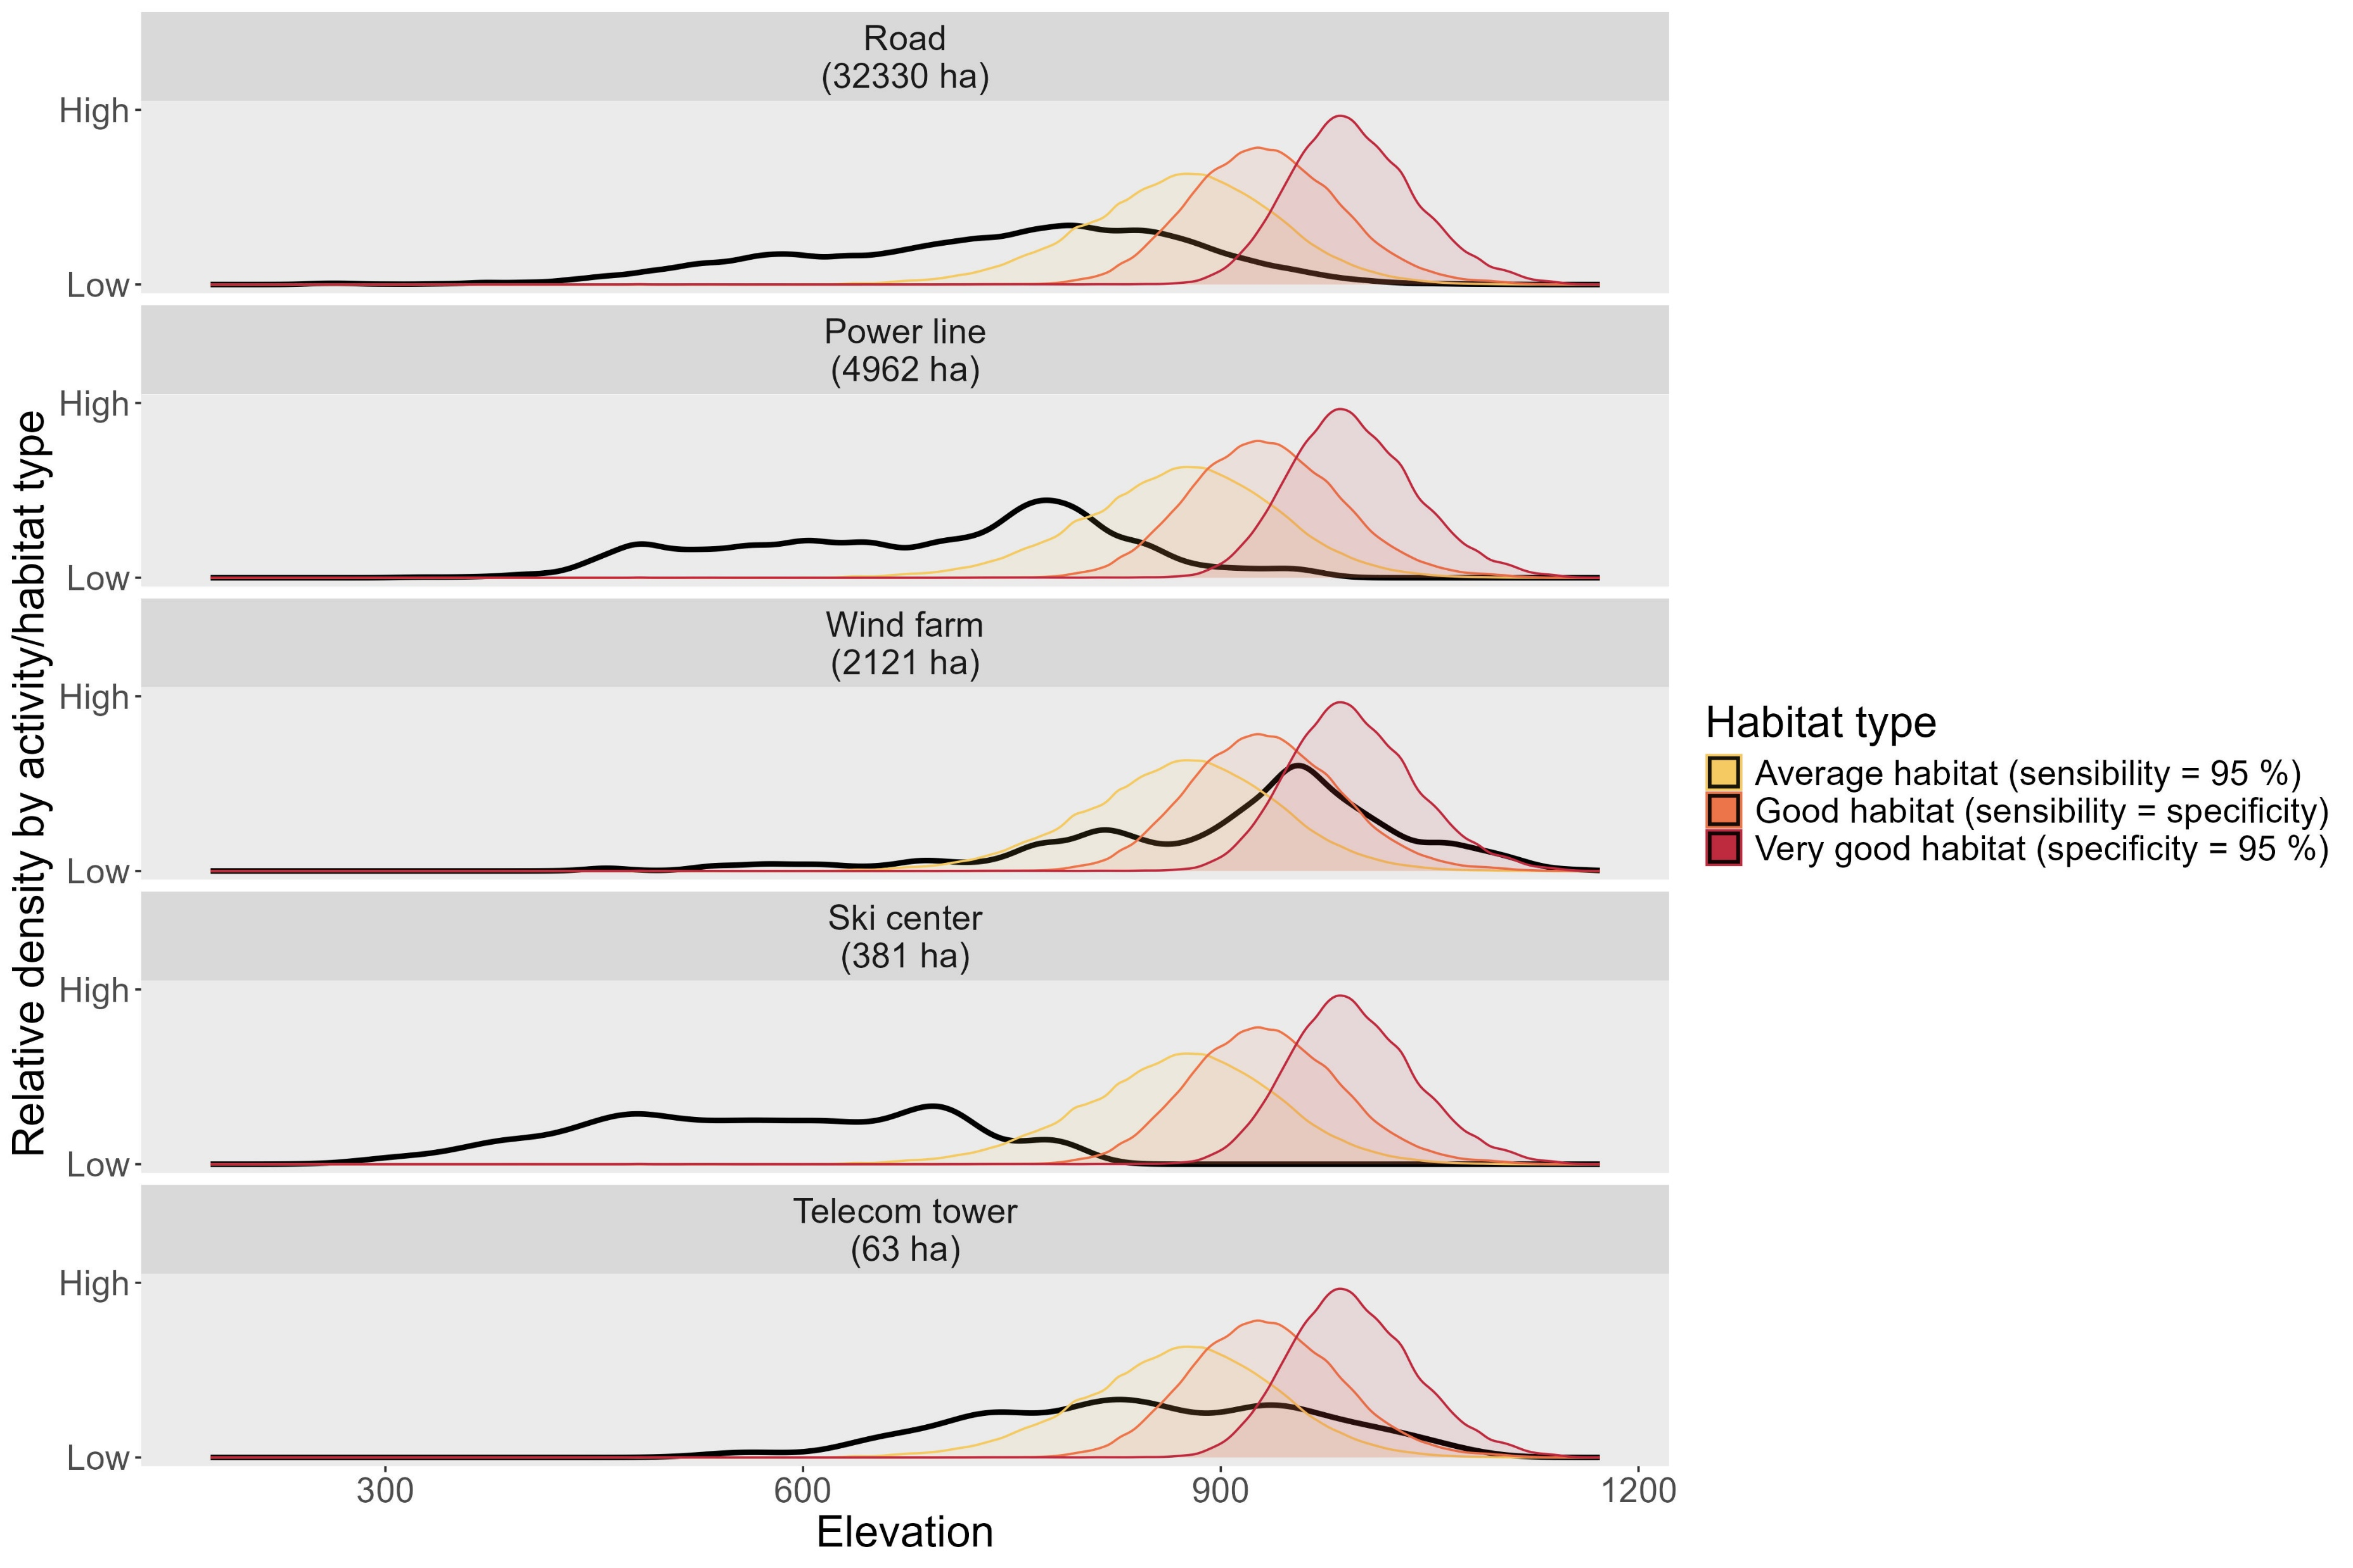 Road
(32330 ha)
High
Low
Power line
(4962 ha)
High
Low
Wind farm
(2121 ha)
High
Low
Ski center
(381 ha)
High
Low
Telecom tower
(63 ha)
High
Low
300
600
900
1200
Elevation
Relative density by activity/habitat type
Habitat type
Average habitat (sensibility = 95 %)
Good habitat (sensibility = specificity)
Very good habitat (specificity = 95 %)